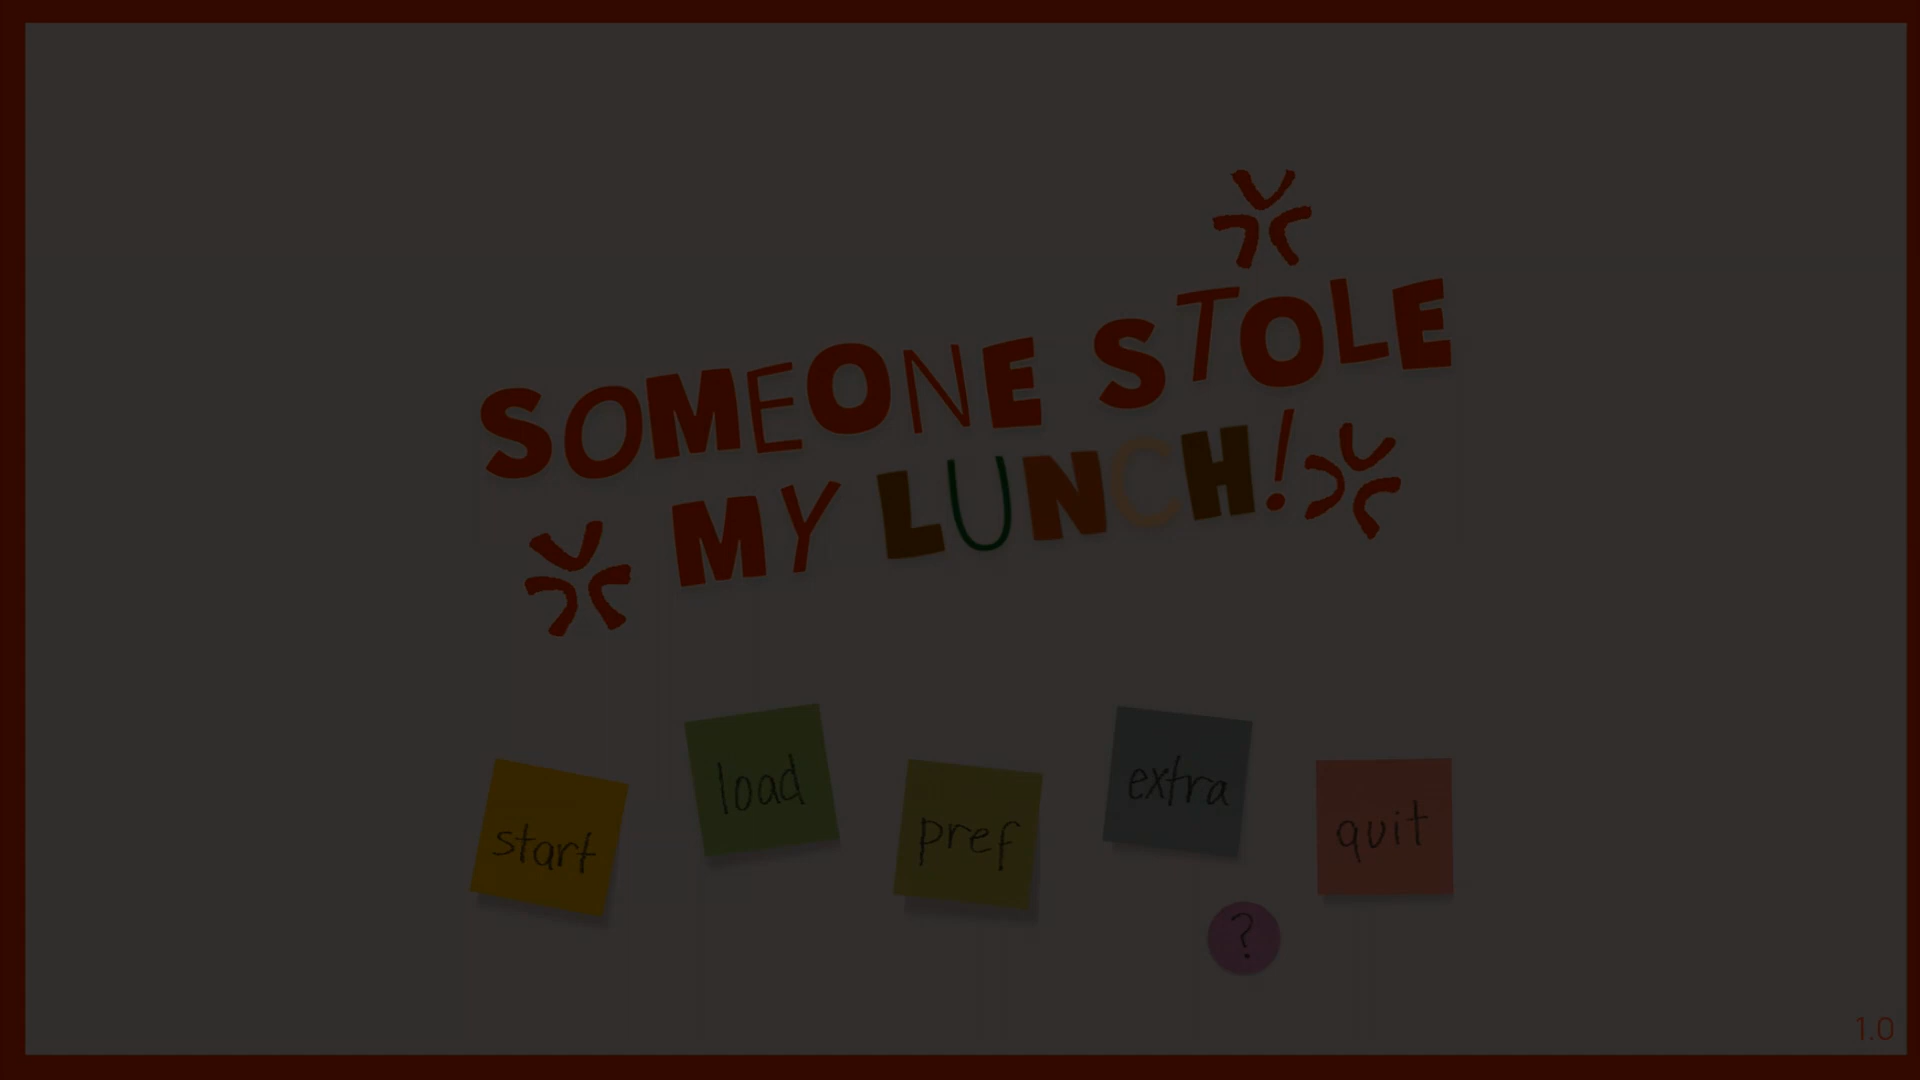 SOMEONE STOLE
MY LUNCH!
start
load
pref
extra
quit
?
1.0